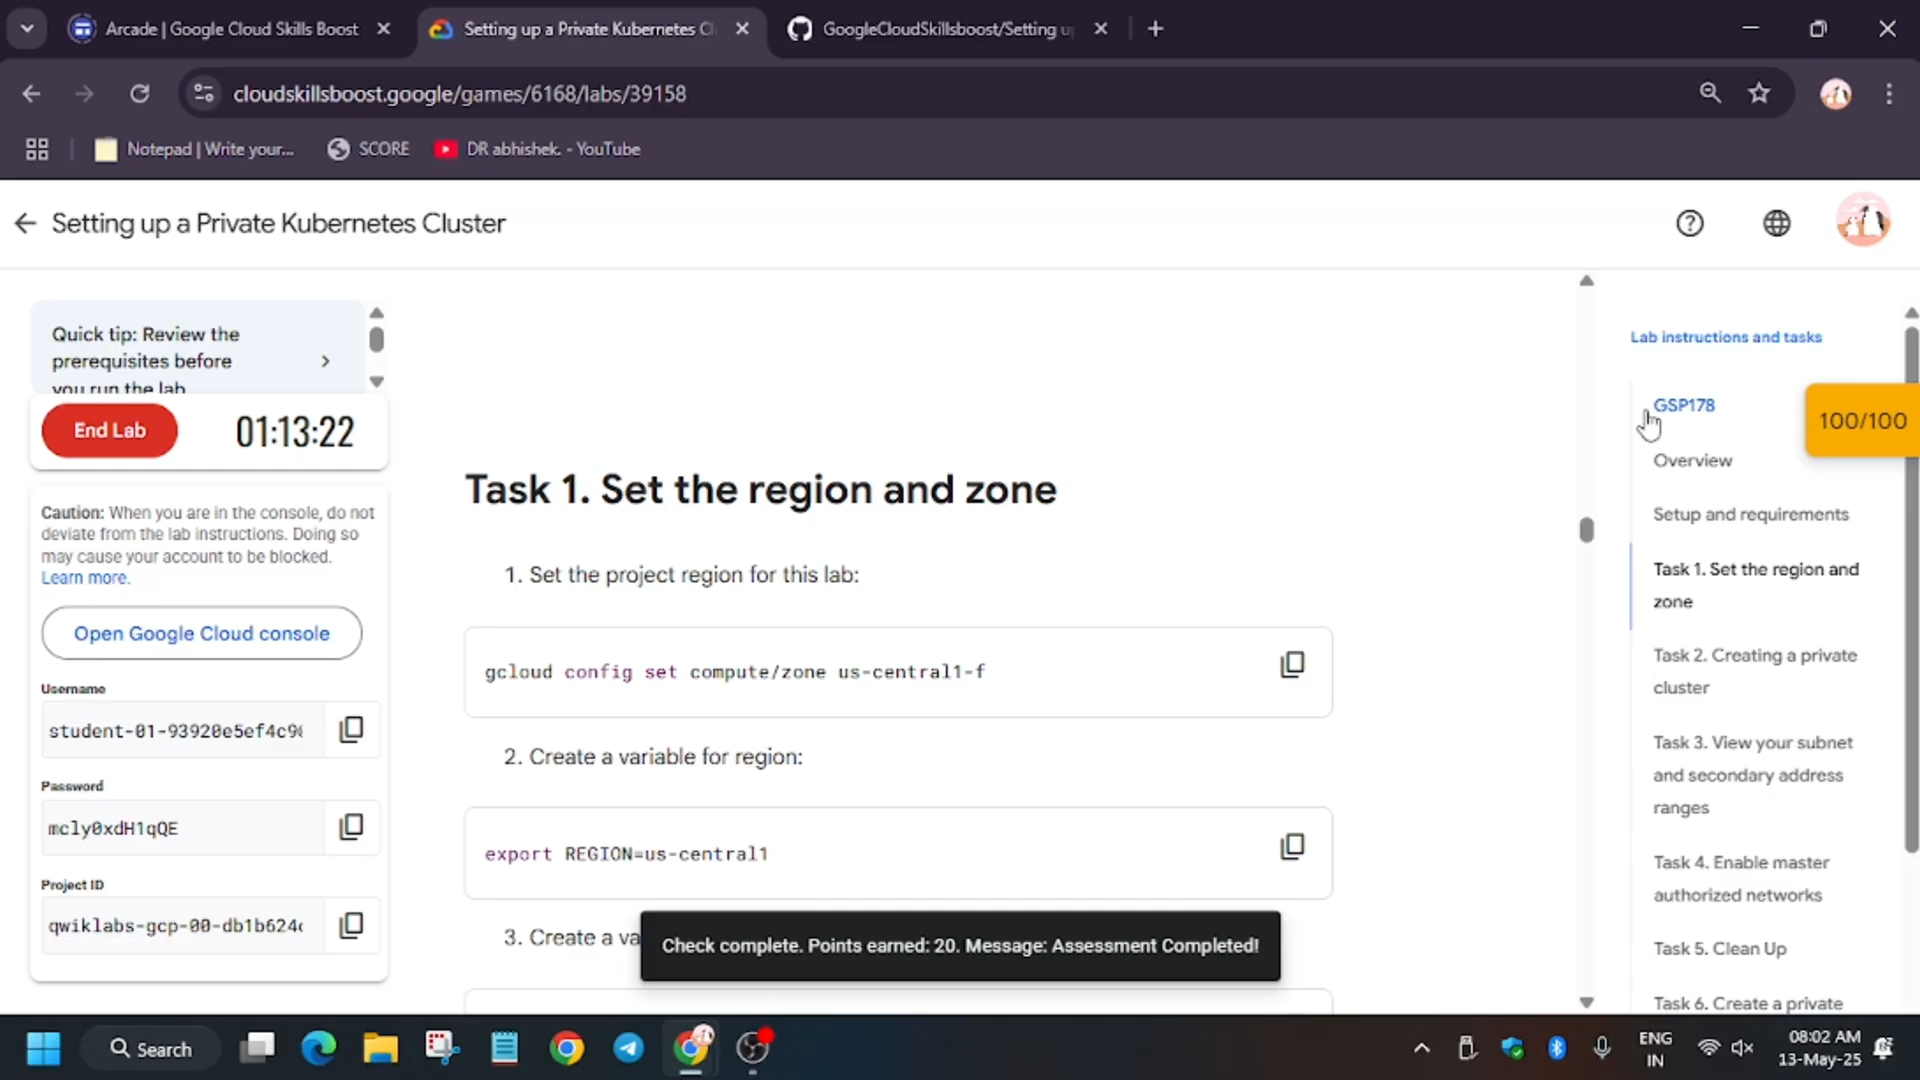 Arcade | Google Cloud Skills Boost
Setting up a Private Kubernetes Cl
GoogleCloudSkillsboost/Setting u
cloudskillsboost.google/games/6168/labs/39158
Notepad | Write your...
SCORE
DR abhishek. - YouTube
Setting up a Private Kubernetes Cluster
Quick tip: Review the
prerequisites before
you run the lab
End Lab
01:13:22
Caution: When you are in the console, do not
deviate from the lab instructions. Doing so
may cause your account to be blocked.
Learn more.
Open Google Cloud console
Username
student-01-93920e5ef4c9
Password
mcly0xdH1qQE
Project ID
qwiklabs-gcp-00-db1b624
Task 1. Set the region and zone
1. Set the project region for this lab:
gcloud config set compute/zone us-central1-f
2. Create a variable for region:
export REGION=us-central1
3. Create a va
Check complete. Points earned: 20. Message: Assessment Completed!
Lab instructions and tasks
GSP178
100/100
Overview
Setup and requirements
Task 1. Set the region and
zone
Task 2. Creating a private
cluster
Task 3. View your subnet
and secondary address
ranges
Task 4. Enable master
authorized networks
Task 5. Clean Up
Task 6. Create a private
Search
ENG
IN
08:02 AM
13-May-25